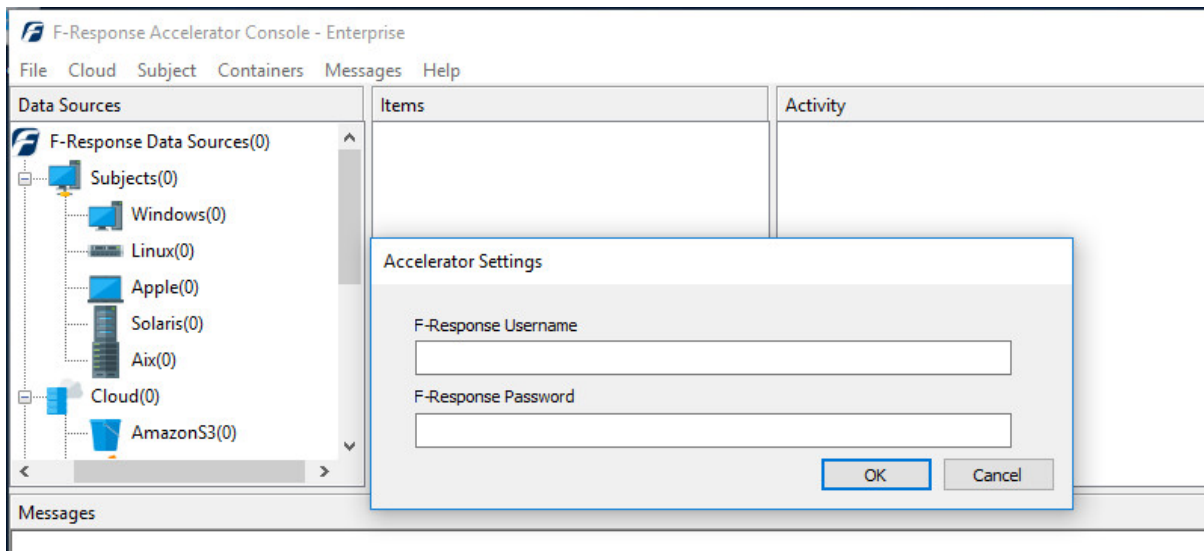 F-Response Accelerator Console - Enterprise
File Cloud Subject Containers Messages Help
Data Sources
Items
Activity
F-Response Data Sources(0)
Subjects(0)
Windows(0)
Linux(0)
Apple(0)
Solaris(0)
Aix(0)
Cloud(0)
AmazonS3(0)
Accelerator Settings
F-Response Username
F-Response Password
OK Cancel
Messages